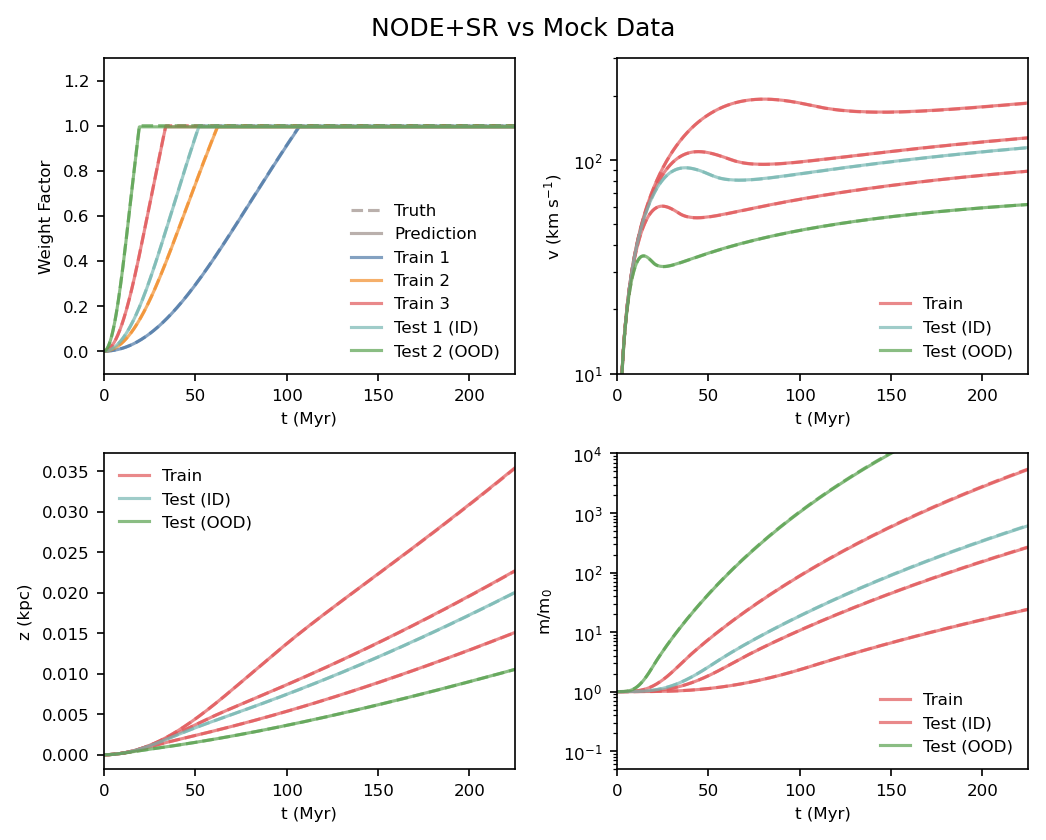 NODE+SR vs Mock Data
1.2
1.0
0.8
0.6
0.4
0.2
0.0
Weight Factor
Truth
Prediction
Train 1
Train 2
Train 3
Test 1 (ID)
Test 2 (OOD)
0 50 100 150 200
t (Myr)
10²
10¹
v (km s⁻¹)
Train
Test (ID)
Test (OOD)
0 50 100 150 200
t (Myr)
0.035
0.030
0.025
0.020
0.015
0.010
0.005
0.000
z (kpc)
Train
Test (ID)
Test (OOD)
0 50 100 150 200
t (Myr)
10⁴
10³
10²
10¹
10⁰
10⁻¹
m/m₀
Train
Test (ID)
Test (OOD)
0 50 100 150 200
t (Myr)